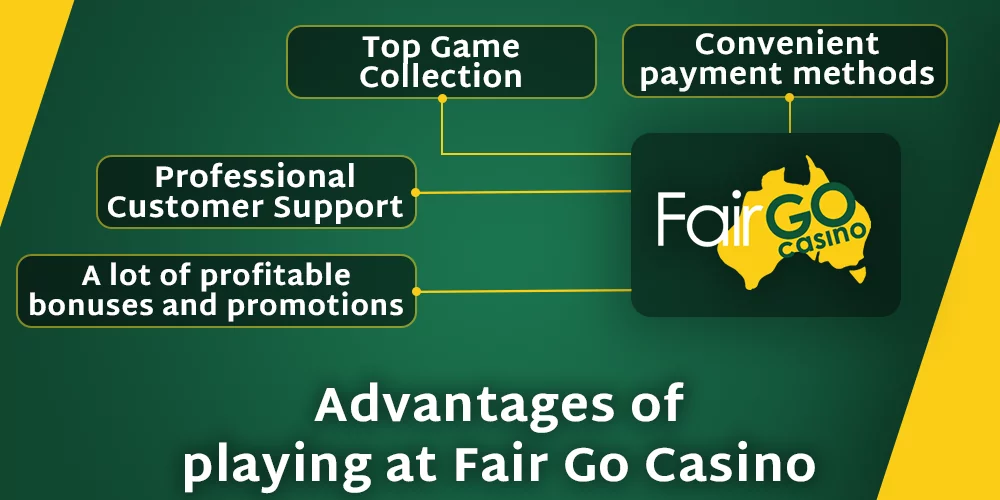 Top Game
Collection
Convenient
payment methods
Professional
Customer Support
A lot of profitable
bonuses and promotions
Fair GO
casino
Advantages of
playing at Fair Go Casino